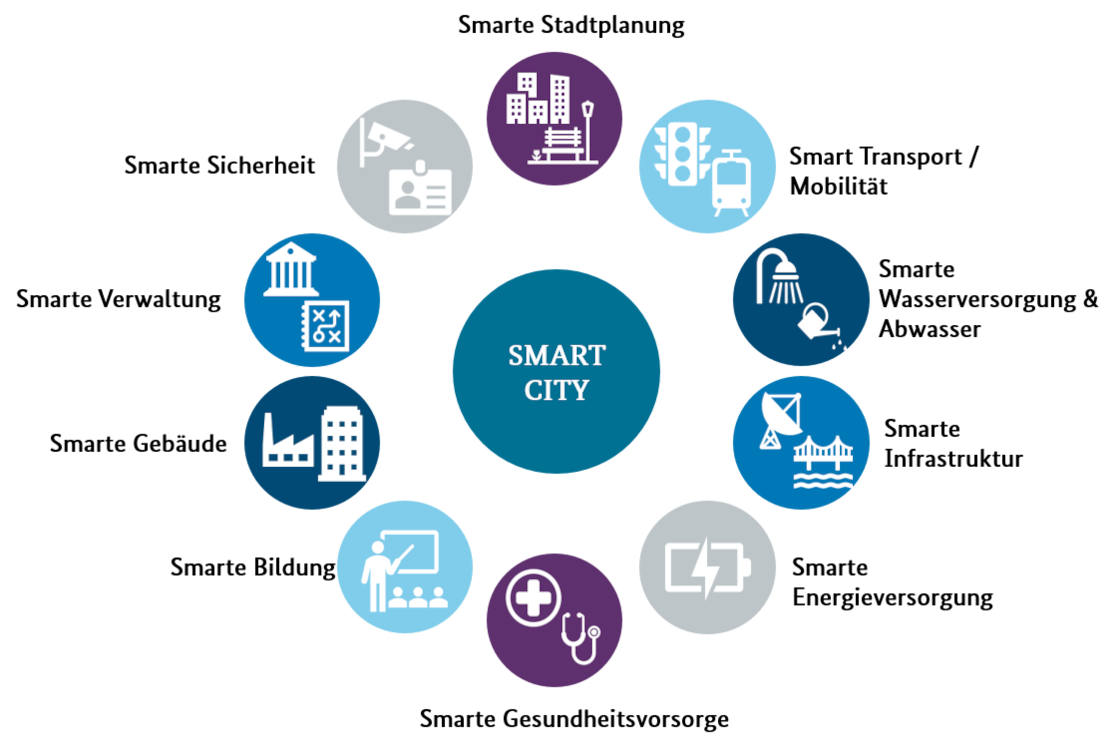 Smarte Stadtplanung
Smart Transport /
Mobilität
Smarte
Wasserversorgung &
Abwasser
Smarte
Infrastruktur
Smarte
Energieversorgung
Smarte Gesundheitsvorsorge
Smarte Bildung
Smarte Gebäude
Smarte Verwaltung
Smarte Sicherheit
SMART
CITY